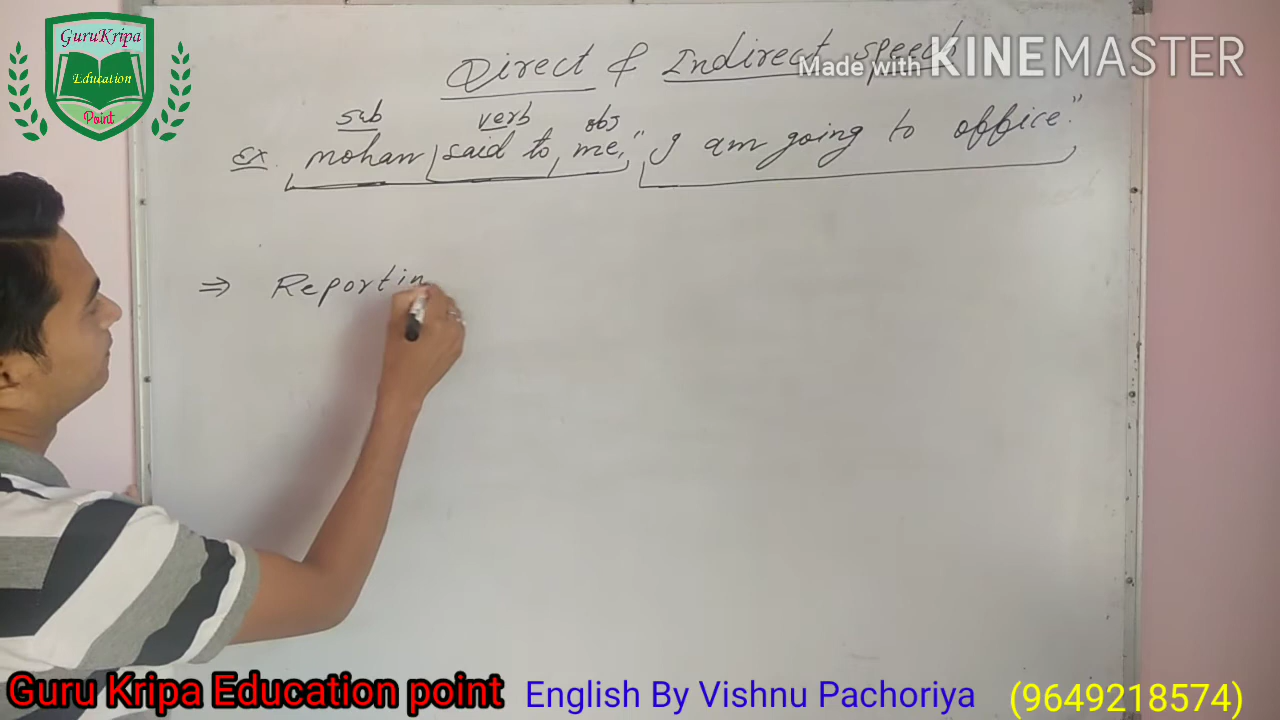 GuruKripa
Education
Point
Made with KINEMASTER
Direct & Indirect Speech
sub verb obj
Ex. mohan said to me, "I am going to office."
⇒ Reportin
Guru Kripa Education point
English By Vishnu Pachoriya
(9649218574)